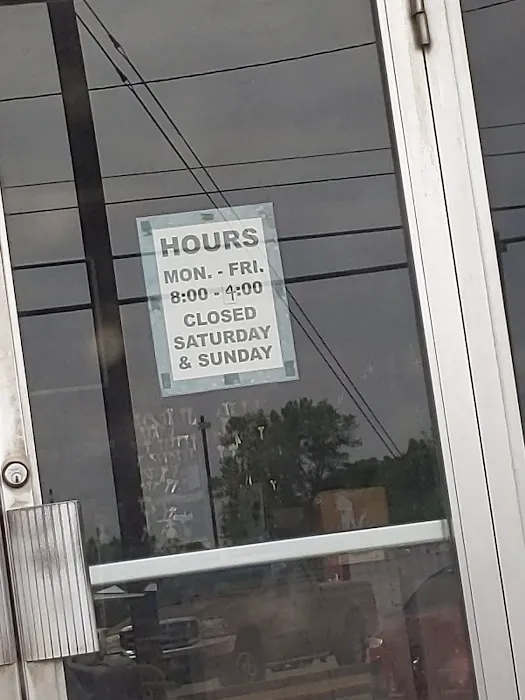 HOURS
MON. - FRI.
8:00 - 4:00
CLOSED
SATURDAY
& SUNDAY